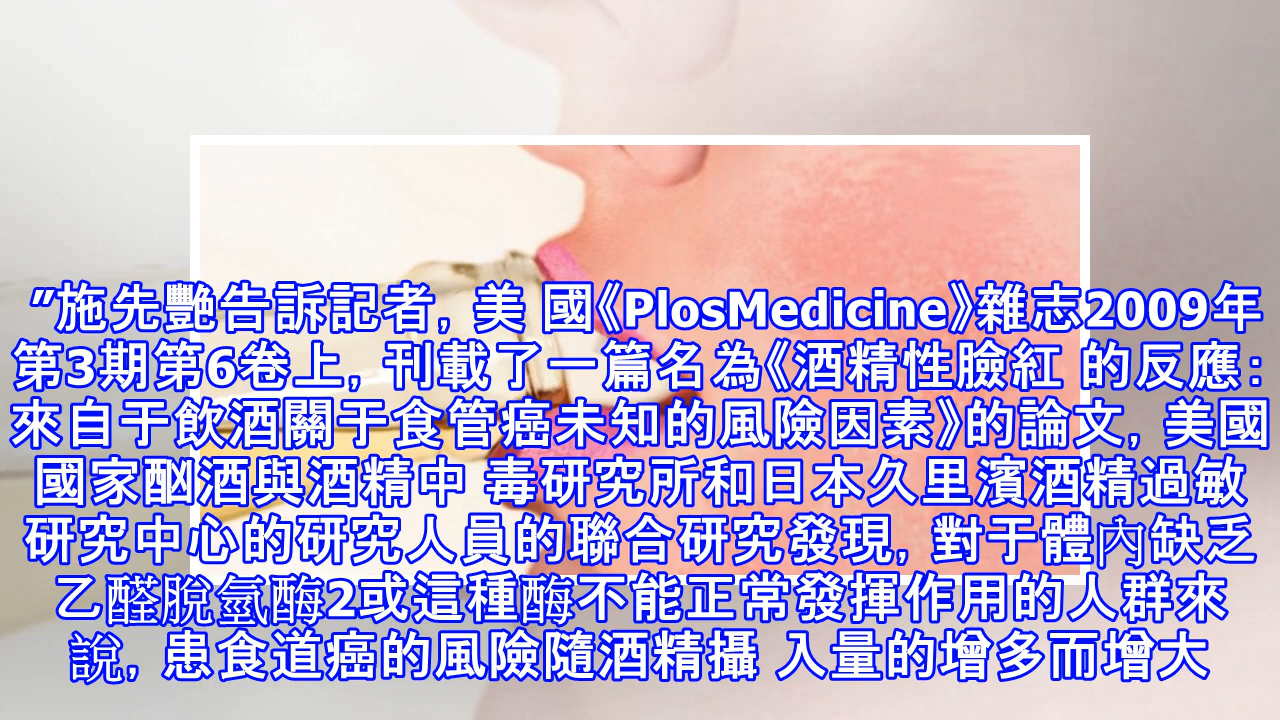 ”施先艷告訴記者, 美 國《PlosMedicine》雜志2009年
第3期第6卷上, 刊載了一篇名為《酒精性臉紅 的反應:
來自于飲酒關于食管癌未知的風險因素》的論文, 美國
國家酗酒與酒精中 毒研究所和日本久里濱酒精過敏
研究中心的研究人員的聯合研究發現, 對于體內缺乏
乙醛脫氫酶2或這種酶不能正常發揮作用的人群來
說, 患食道癌的風險隨酒精攝 入量的增多而增大